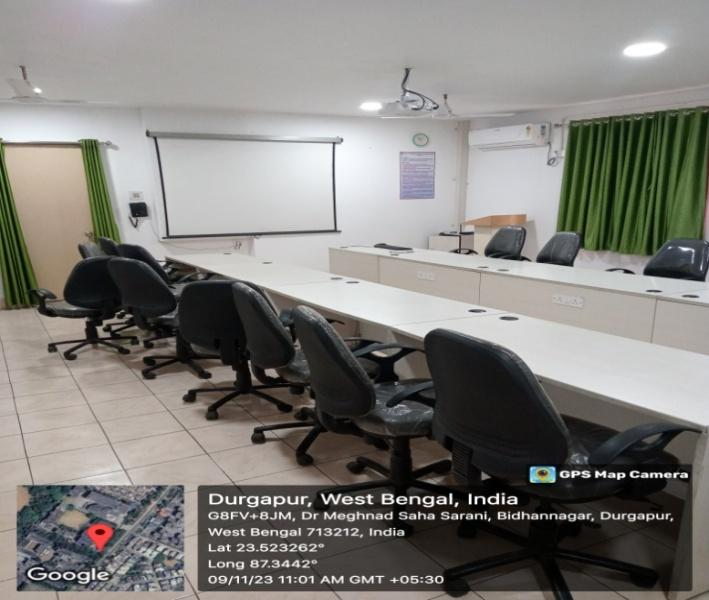 GPS Map Camera
Durgapur, West Bengal, India
G8FV+8JM, Dr Meghnad Saha Sarani, Bidhannagar, Durgapur,
West Bengal 713212, India
Lat 23.523262°
Long 87.3442°
09/11/23 11:01 AM GMT +05:30
Google